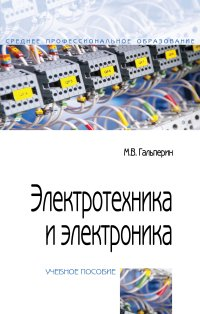 СРЕДНЕЕ ПРОФЕССИОНАЛЬНОЕ ОБРАЗОВАНИЕ
М.В. Гальперин
Электротехника
и электроника
УЧЕБНОЕ ПОСОБИЕ